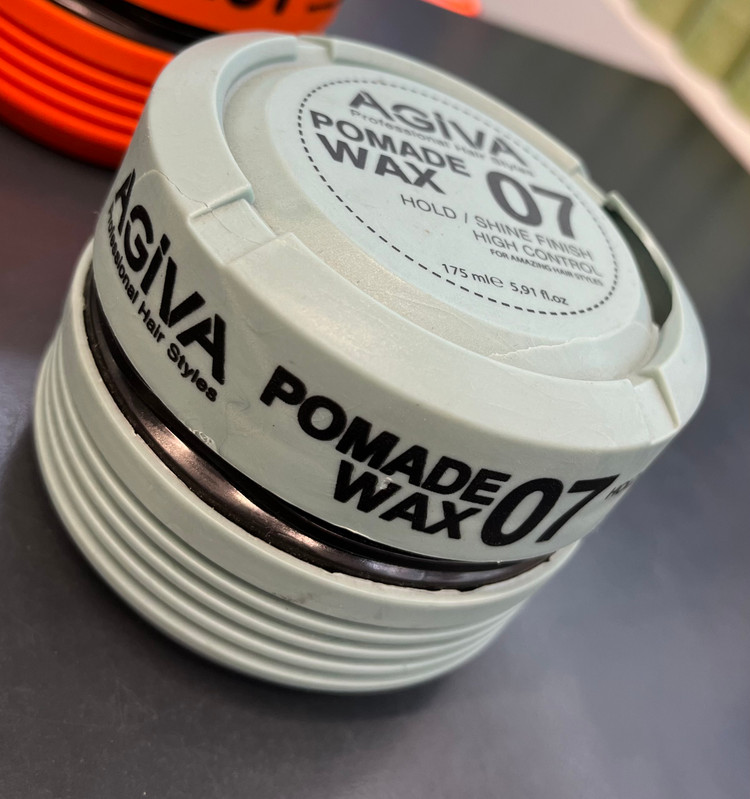 AGiVA
Professional Hair Styles
POMADE
WAX 07
HOLD / SHINE FINISH
HIGH CONTROL
FOR AMAZING HAIR STYLES
175 ml℮ 5,91 fl.oz
AGiVA
Professional Hair Styles
POMADE
WAX 07